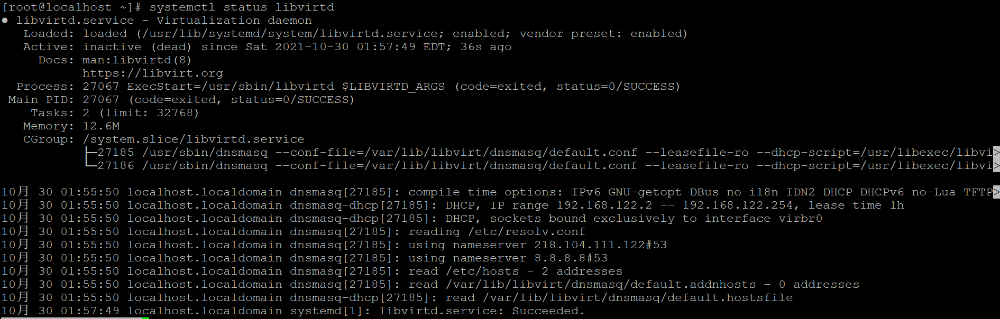 [root@localhost ~]# systemctl status libvirtd
● libvirtd.service - Virtualization daemon
   Loaded: loaded (/usr/lib/systemd/system/libvirtd.service; enabled; vendor preset: enabled)
   Active: inactive (dead) since Sat 2021-10-30 01:57:49 EDT; 36s ago
     Docs: man:libvirtd(8)
           https://libvirt.org
  Process: 27067 ExecStart=/usr/sbin/libvirtd $LIBVIRTD_ARGS (code=exited, status=0/SUCCESS)
 Main PID: 27067 (code=exited, status=0/SUCCESS)
    Tasks: 2 (limit: 32768)
   Memory: 12.6M
   CGroup: /system.slice/libvirtd.service
           ├─27185 /usr/sbin/dnsmasq --conf-file=/var/lib/libvirt/dnsmasq/default.conf --leasefile-ro --dhcp-script=/usr/libexec/libvi>
           └─27186 /usr/sbin/dnsmasq --conf-file=/var/lib/libvirt/dnsmasq/default.conf --leasefile-ro --dhcp-script=/usr/libexec/libvi>

10月 30 01:55:50 localhost.localdomain dnsmasq[27185]: compile time options: IPv6 GNU-getopt DBus no-i18n IDN2 DHCP DHCPv6 no-Lua TFTP>
10月 30 01:55:50 localhost.localdomain dnsmasq-dhcp[27185]: DHCP, IP range 192.168.122.2 -- 192.168.122.254, lease time 1h
10月 30 01:55:50 localhost.localdomain dnsmasq-dhcp[27185]: DHCP, sockets bound exclusively to interface virbr0
10月 30 01:55:50 localhost.localdomain dnsmasq[27185]: reading /etc/resolv.conf
10月 30 01:55:50 localhost.localdomain dnsmasq[27185]: using nameserver 218.104.111.122#53
10月 30 01:55:50 localhost.localdomain dnsmasq[27185]: using nameserver 8.8.8.8#53
10月 30 01:55:50 localhost.localdomain dnsmasq[27185]: read /etc/hosts - 2 addresses
10月 30 01:55:50 localhost.localdomain dnsmasq[27185]: read /var/lib/libvirt/dnsmasq/default.addnhosts - 0 addresses
10月 30 01:55:50 localhost.localdomain dnsmasq-dhcp[27185]: read /var/lib/libvirt/dnsmasq/default.hostsfile
10月 30 01:57:49 localhost.localdomain systemd[1]: libvirtd.service: Succeeded.